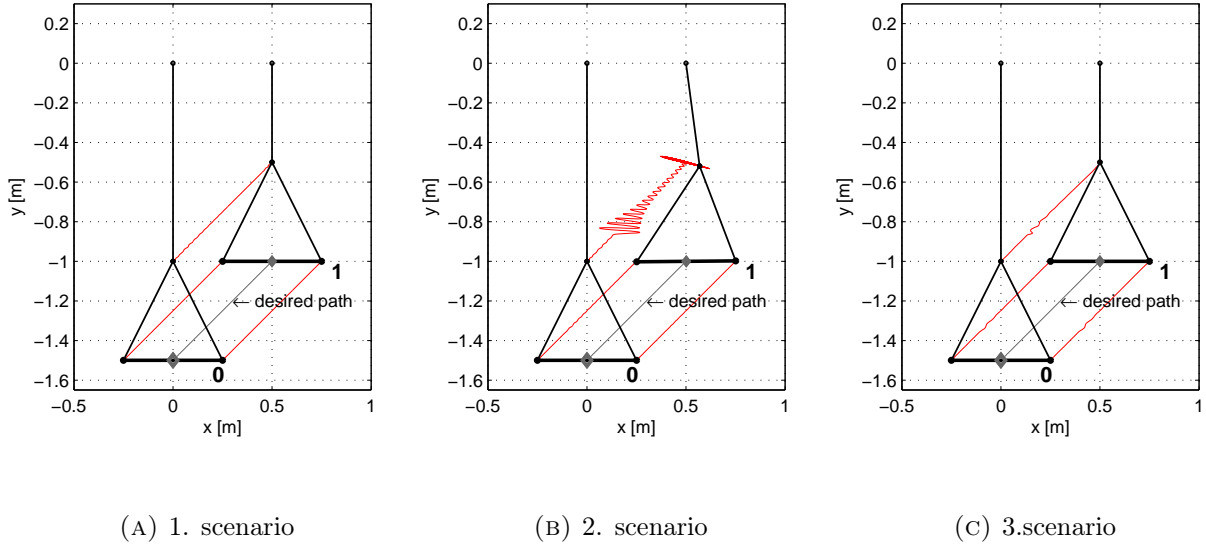 0.2
0
−0.2
−0.4
−0.6
−0.8
−1
−1.2
−1.4
−1.6
y [m]
1
← desired path
0
−0.5 0 0.5 1
x [m]
(A) 1. scenario
0.2
0
−0.2
−0.4
−0.6
−0.8
−1
−1.2
−1.4
−1.6
y [m]
1
← desired path
0
−0.5 0 0.5 1
x [m]
(B) 2. scenario
0.2
0
−0.2
−0.4
−0.6
−0.8
−1
−1.2
−1.4
−1.6
y [m]
1
← desired path
0
−0.5 0 0.5 1
x [m]
(C) 3.scenario